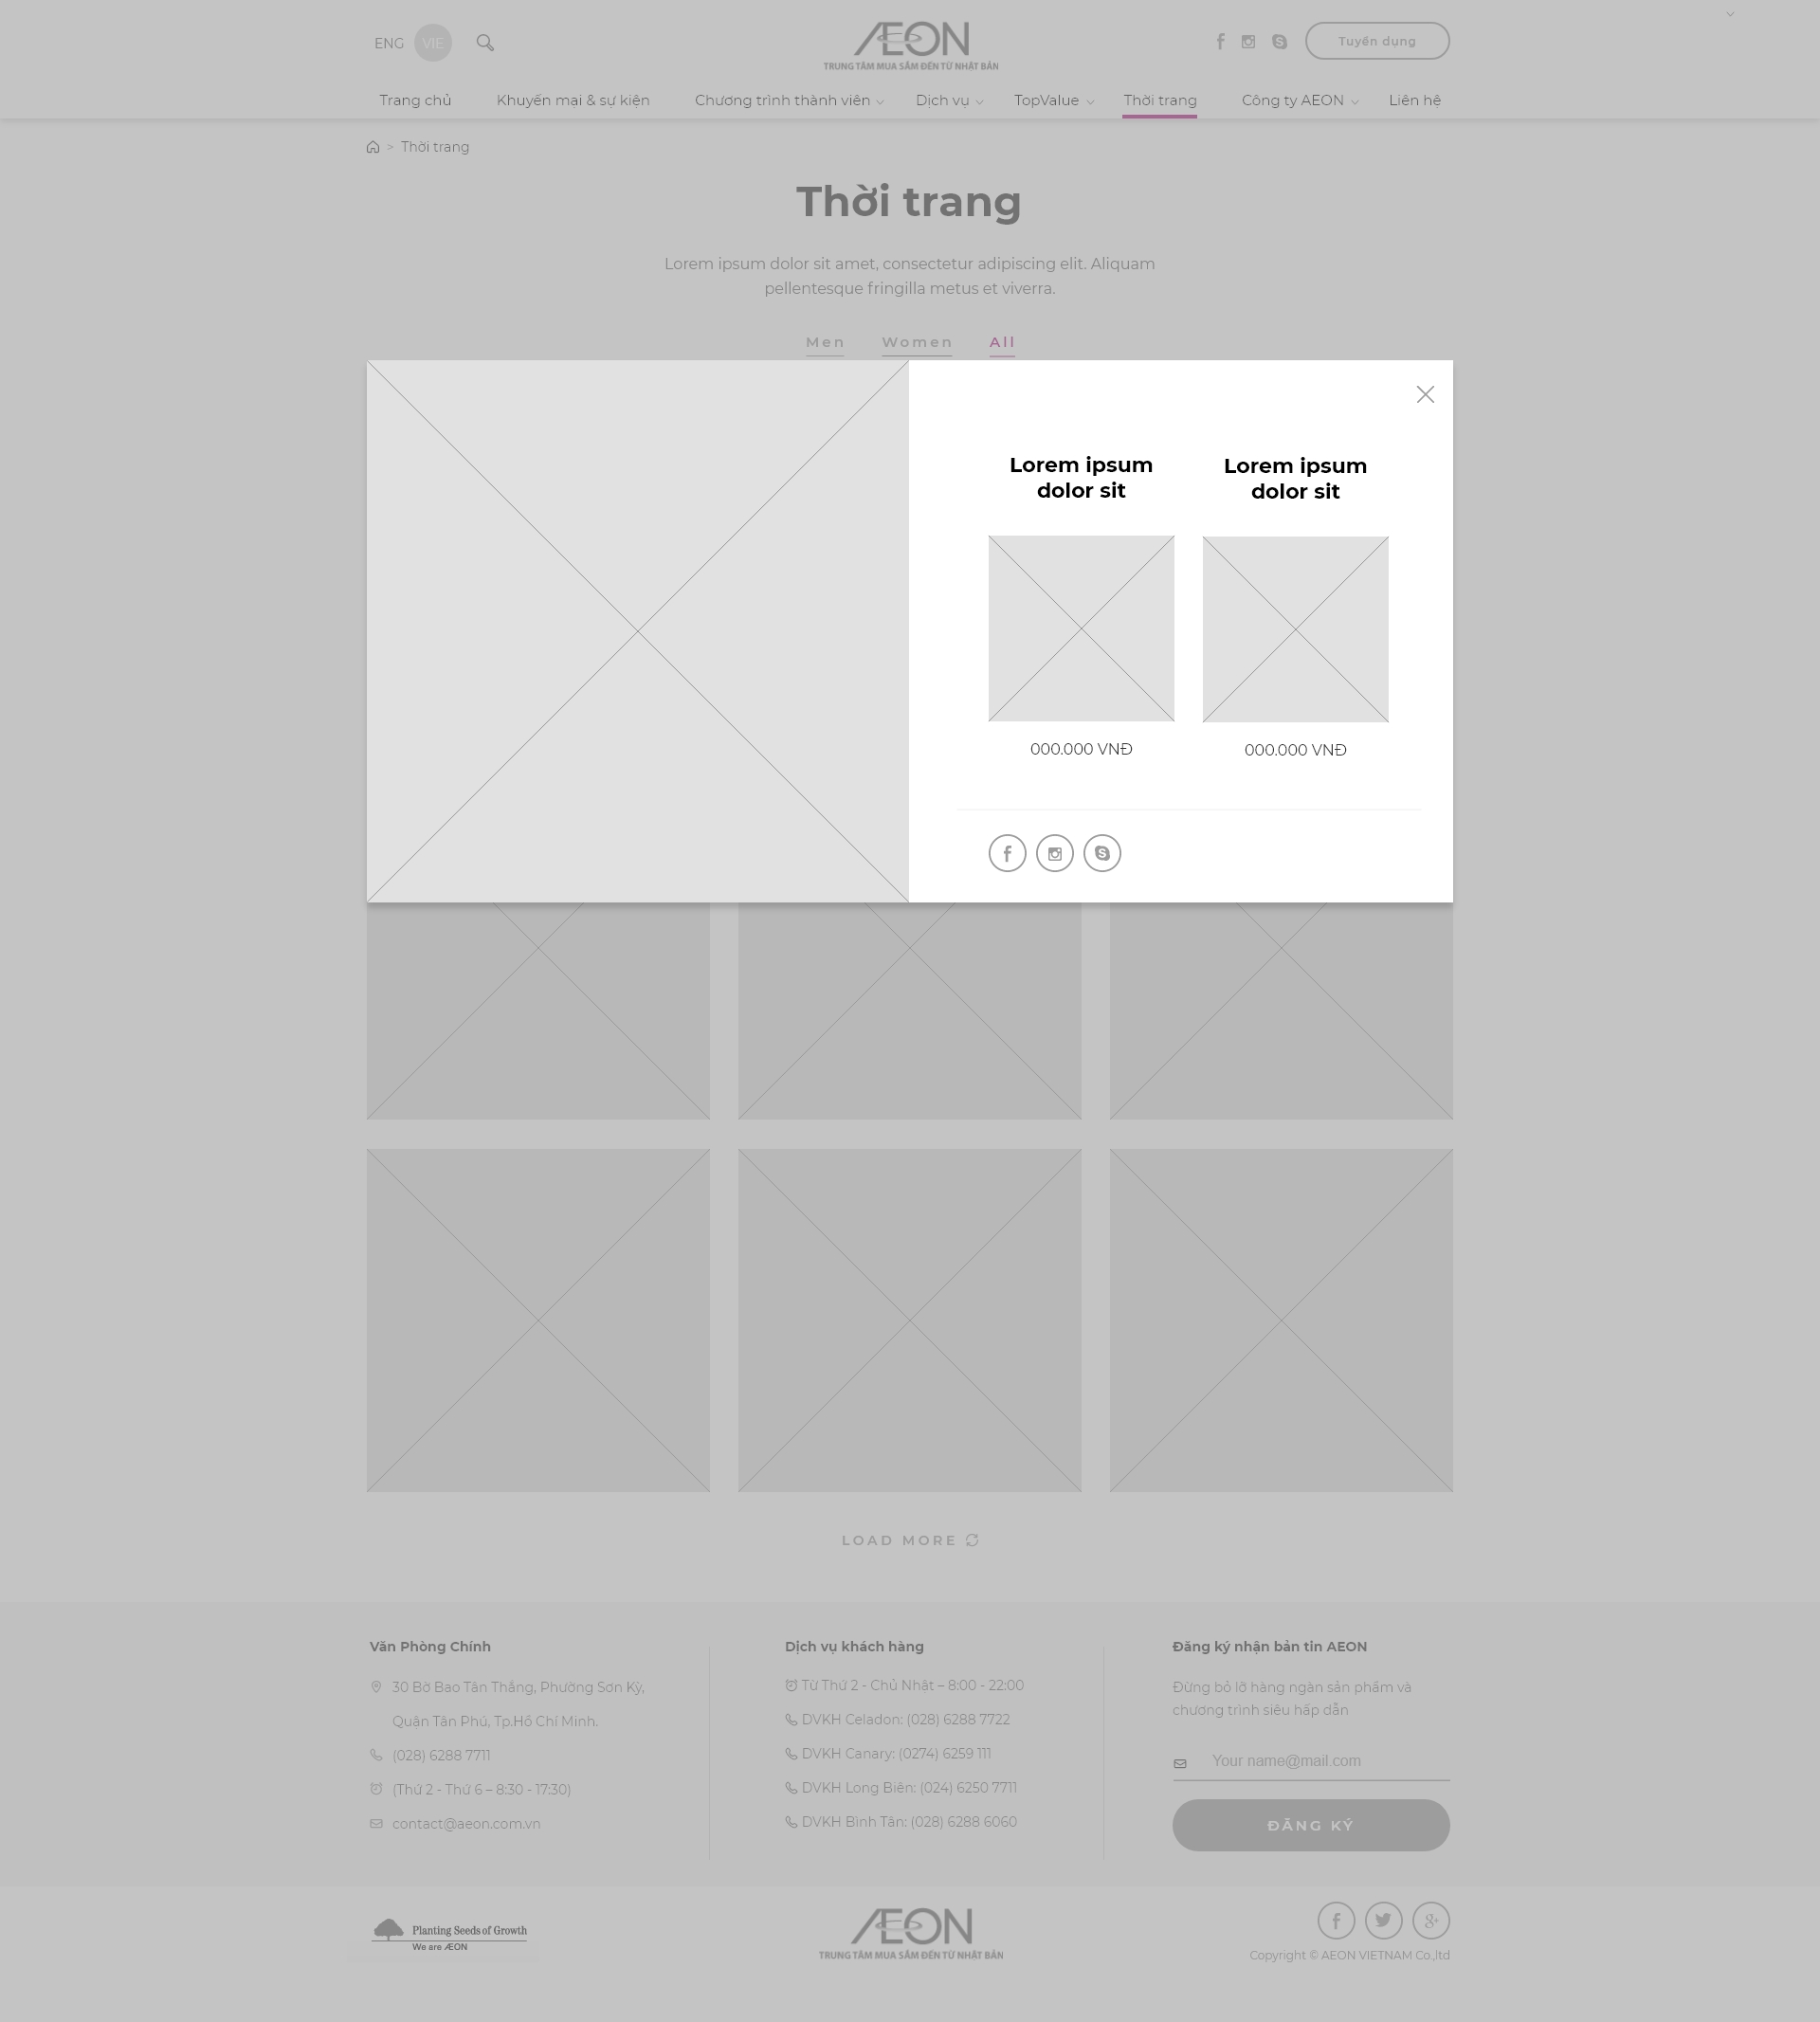 ENG VIE
ÆON
TRUNG TÂM MUA SẮM ĐẾN TỪ NHẬT BẢN
Tuyển dụng
Trang chủ Khuyến mại & sự kiện Chương trình thành viên Dịch vụ TopValue Thời trang Công ty AEON Liên hệ
> Thời trang
Thời trang
Lorem ipsum dolor sit amet, consectetur adipiscing elit. Aliquam
pellentesque fringilla metus et viverra.
Men Women All
Lorem ipsum
dolor sit
000.000 VNĐ
Lorem ipsum
dolor sit
000.000 VNĐ
LOAD MORE
Văn Phòng Chính
30 Bờ Bao Tân Thắng, Phường Sơn Kỳ,
Quận Tân Phú, Tp.Hồ Chí Minh.
(028) 6288 7711
(Thứ 2 - Thứ 6 – 8:30 - 17:30)
contact@aeon.com.vn
Dịch vụ khách hàng
Từ Thứ 2 - Chủ Nhật – 8:00 - 22:00
DVKH Celadon: (028) 6288 7722
DVKH Canary: (0274) 6259 111
DVKH Long Biên: (024) 6250 7711
DVKH Bình Tân: (028) 6288 6060
Đăng ký nhận bản tin AEON
Đừng bỏ lỡ hàng ngàn sản phẩm và
chương trình siêu hấp dẫn
Your name@mail.com
ĐĂNG KÝ
Planting Seeds of Growth
We are ÆON
ÆON
TRUNG TÂM MUA SẮM ĐẾN TỪ NHẬT BẢN
Copyright © AEON VIETNAM Co.,ltd